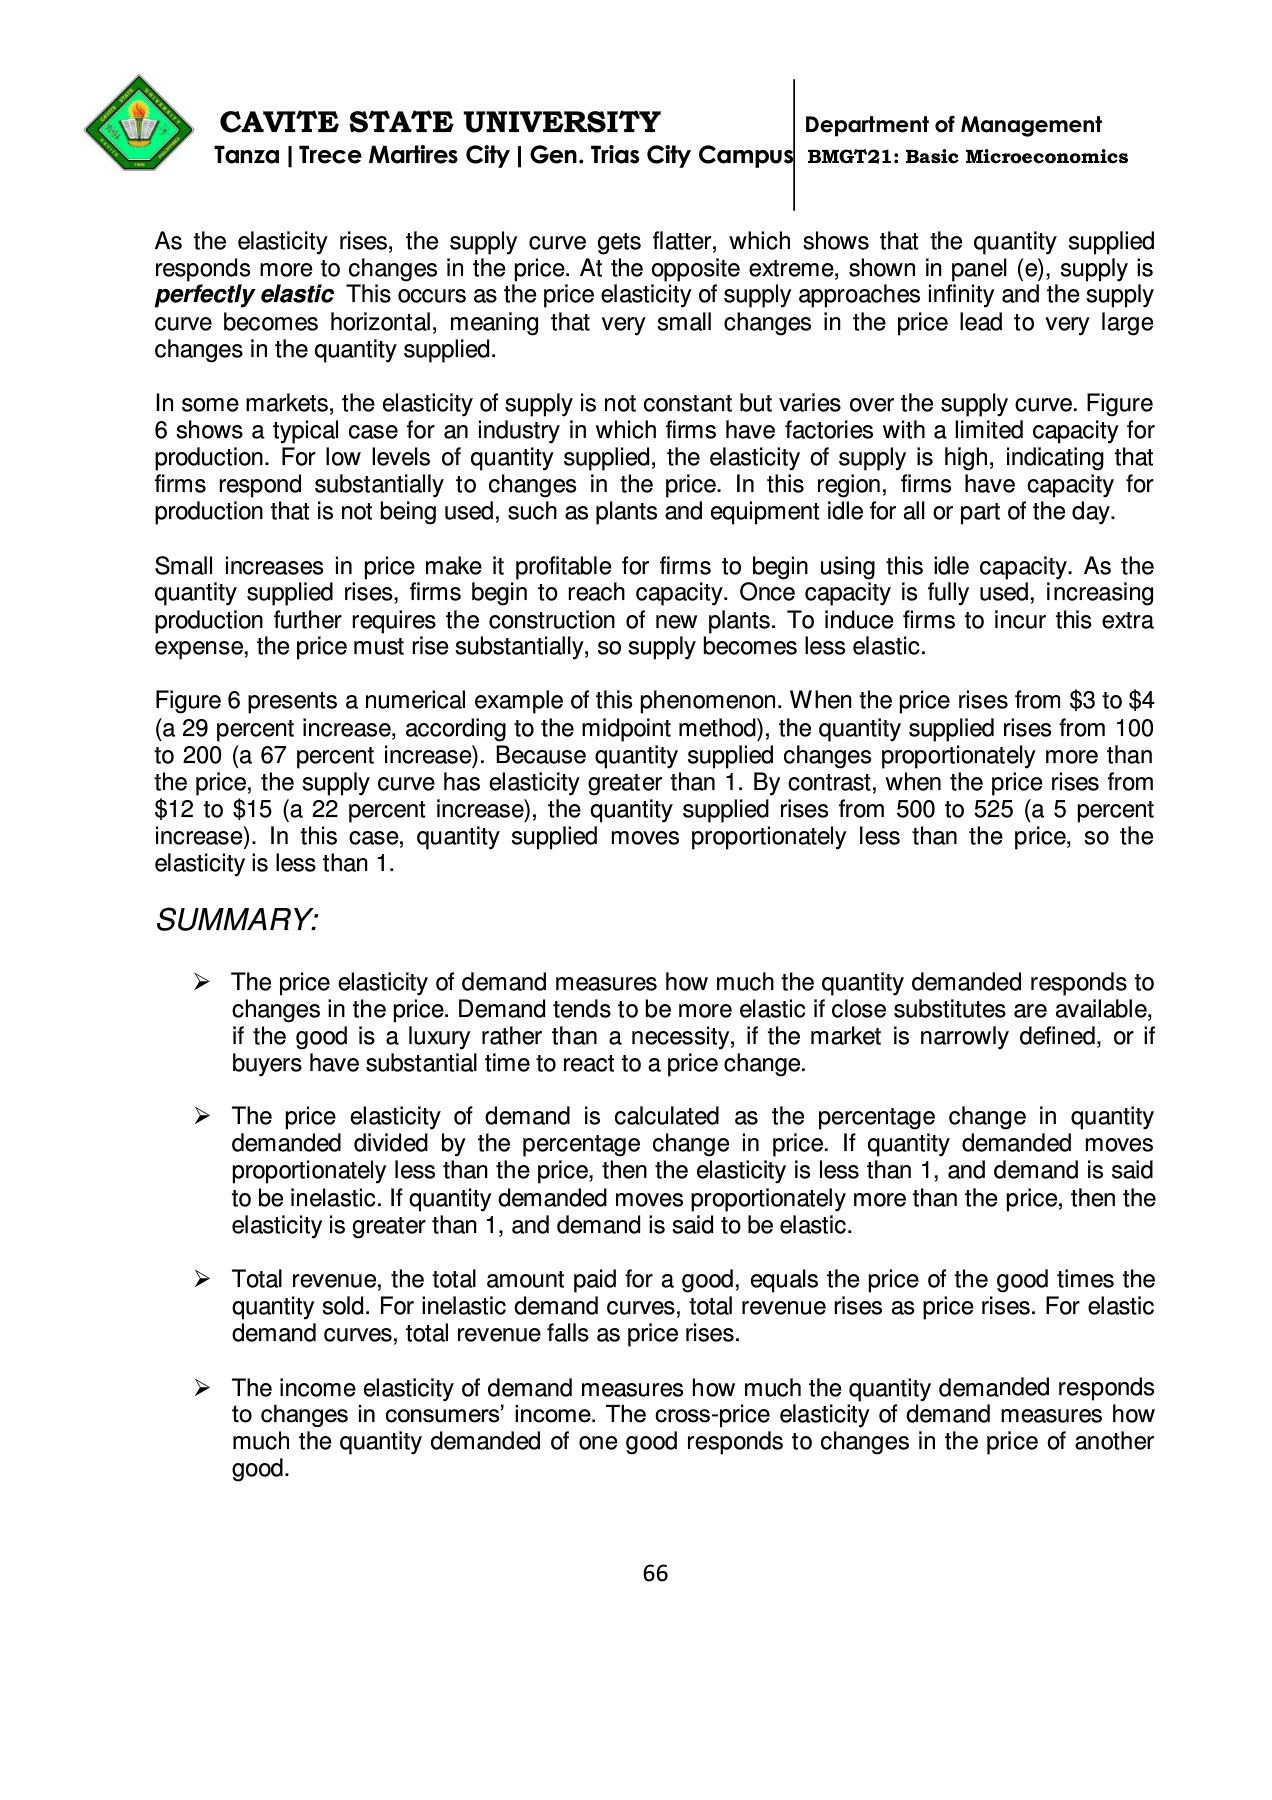 CAVITE STATE UNIVERSITY
Tanza | Trece Martires City | Gen. Trias City Campus
Department of Management
BMGT21: Basic Microeconomics
As the elasticity rises, the supply curve gets flatter, which shows that the quantity supplied
responds more to changes in the price. At the opposite extreme, shown in panel (e), supply is
perfectly elastic This occurs as the price elasticity of supply approaches infinity and the supply
curve becomes horizontal, meaning that very small changes in the price lead to very large
changes in the quantity supplied.
In some markets, the elasticity of supply is not constant but varies over the supply curve. Figure
6 shows a typical case for an industry in which firms have factories with a limited capacity for
production. For low levels of quantity supplied, the elasticity of supply is high, indicating that
firms respond substantially to changes in the price. In this region, firms have capacity for
production that is not being used, such as plants and equipment idle for all or part of the day.
Small increases in price make it profitable for firms to begin using this idle capacity. As the
quantity supplied rises, firms begin to reach capacity. Once capacity is fully used, increasing
production further requires the construction of new plants. To induce firms to incur this extra
expense, the price must rise substantially, so supply becomes less elastic.
Figure 6 presents a numerical example of this phenomenon. When the price rises from $3 to $4
(a 29 percent increase, according to the midpoint method), the quantity supplied rises from 100
to 200 (a 67 percent increase). Because quantity supplied changes proportionately more than
the price, the supply curve has elasticity greater than 1. By contrast, when the price rises from
$12 to $15 (a 22 percent increase), the quantity supplied rises from 500 to 525 (a 5 percent
increase). In this case, quantity supplied moves proportionately less than the price, so the
elasticity is less than 1.
SUMMARY:
➢ The price elasticity of demand measures how much the quantity demanded responds to
changes in the price. Demand tends to be more elastic if close substitutes are available,
if the good is a luxury rather than a necessity, if the market is narrowly defined, or if
buyers have substantial time to react to a price change.
➢ The price elasticity of demand is calculated as the percentage change in quantity
demanded divided by the percentage change in price. If quantity demanded moves
proportionately less than the price, then the elasticity is less than 1, and demand is said
to be inelastic. If quantity demanded moves proportionately more than the price, then the
elasticity is greater than 1, and demand is said to be elastic.
➢ Total revenue, the total amount paid for a good, equals the price of the good times the
quantity sold. For inelastic demand curves, total revenue rises as price rises. For elastic
demand curves, total revenue falls as price rises.
➢ The income elasticity of demand measures how much the quantity demanded responds
to changes in consumers’ income. The cross-price elasticity of demand measures how
much the quantity demanded of one good responds to changes in the price of another
good.
66